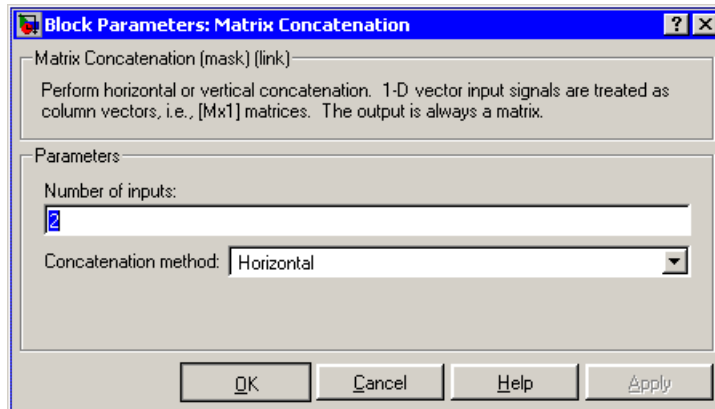 Block Parameters: Matrix Concatenation
Matrix Concatenation (mask) (link)
Perform horizontal or vertical concatenation. 1-D vector input signals are treated as
column vectors, i.e., [Mx1] matrices. The output is always a matrix.
Parameters
Number of inputs:
2
Concatenation method: Horizontal
OK Cancel Help Apply